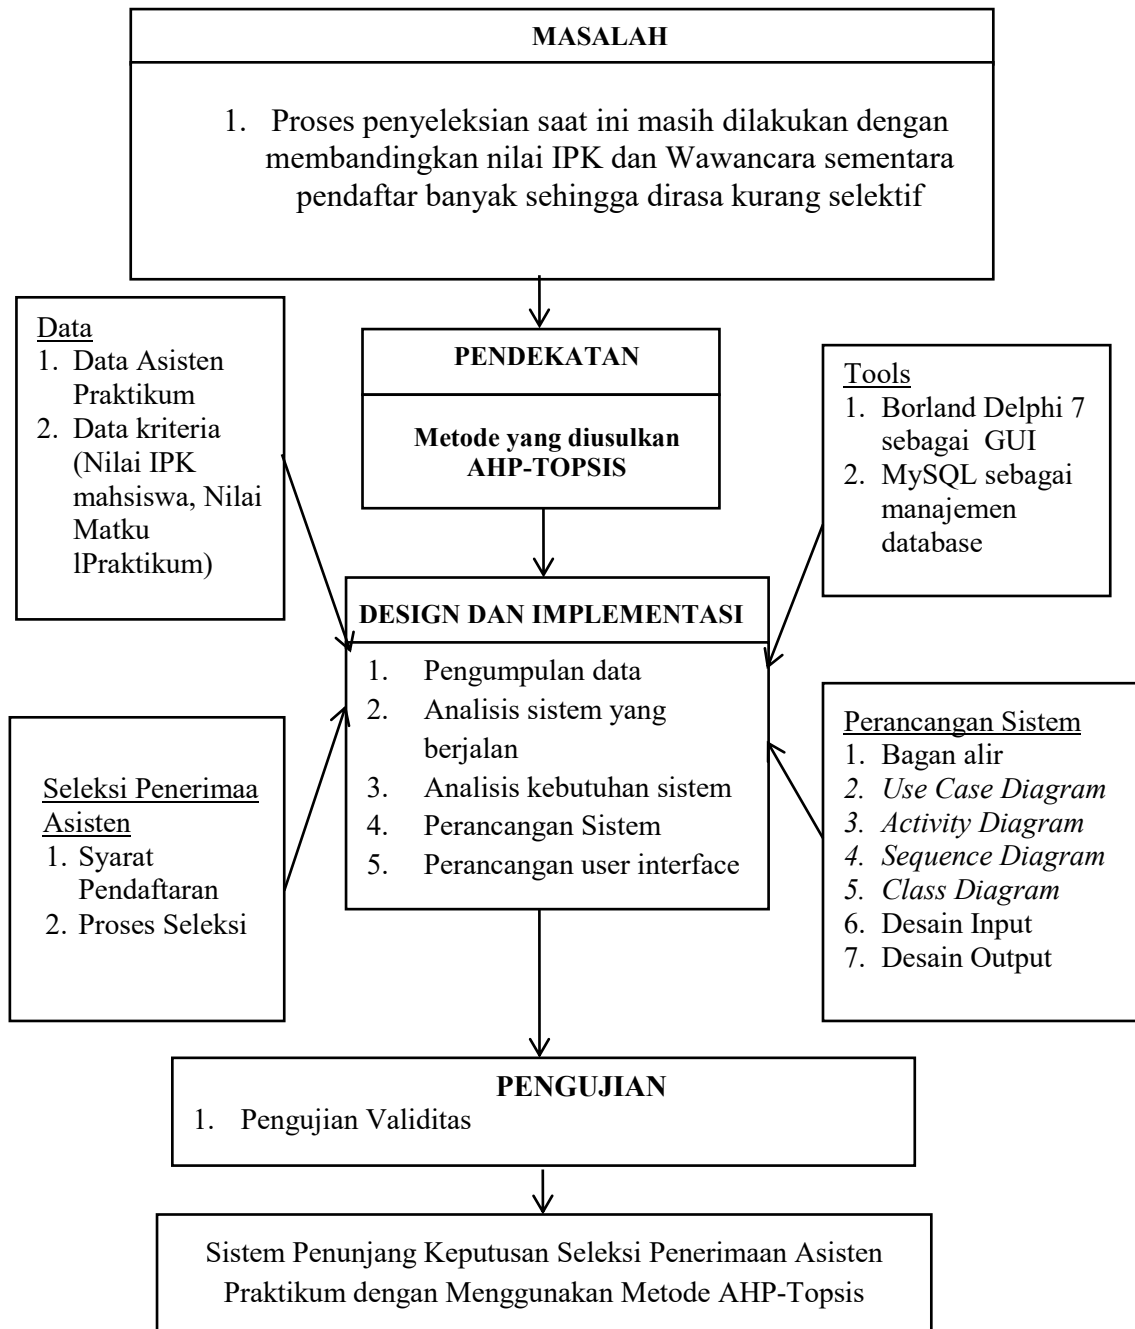 MASALAH
1. Proses penyeleksian saat ini masih dilakukan dengan
membandingkan nilai IPK dan Wawancara sementara
pendaftar banyak sehingga dirasa kurang selektif
Data
1. Data Asisten
Praktikum
2. Data kriteria
(Nilai IPK
mahsiswa, Nilai
Matku
lPraktikum)
PENDEKATAN
Metode yang diusulkan
AHP-TOPSIS
Tools
1. Borland Delphi 7
sebagai GUI
2. MySQL sebagai
manajemen
database
DESIGN DAN IMPLEMENTASI
1. Pengumpulan data
2. Analisis sistem yang
berjalan
3. Analisis kebutuhan sistem
4. Perancangan Sistem
5. Perancangan user interface
Seleksi Penerimaa
Asisten
1. Syarat
Pendaftaran
2. Proses Seleksi
Perancangan Sistem
1. Bagan alir
2. Use Case Diagram
3. Activity Diagram
4. Sequence Diagram
5. Class Diagram
6. Desain Input
7. Desain Output
PENGUJIAN
1. Pengujian Validitas
Sistem Penunjang Keputusan Seleksi Penerimaan Asisten
Praktikum dengan Menggunakan Metode AHP-Topsis